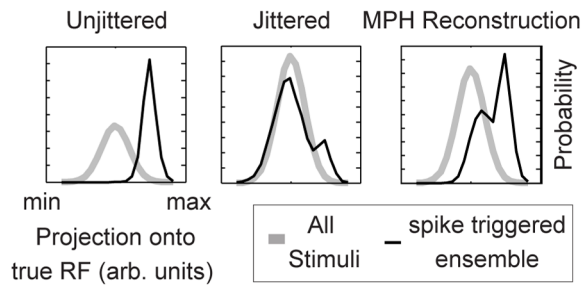 Unjittered
Jittered
MPH Reconstruction
Probability
min
max
Projection onto
true RF (arb. units)
All
Stimuli
spike triggered
ensemble